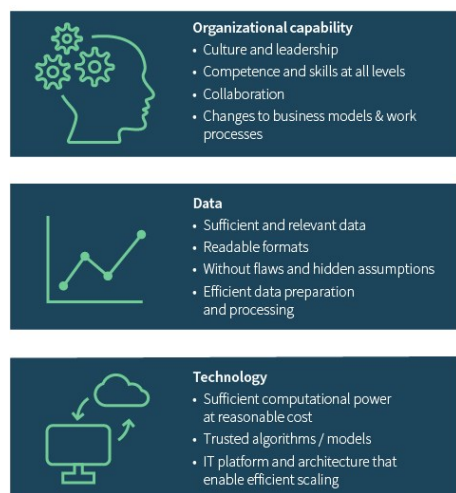 Organizational capability
• Culture and leadership
• Competence and skills at all levels
• Collaboration
• Changes to business models & work
processes
Data
• Sufficient and relevant data
• Readable formats
• Without flaws and hidden assumptions
• Efficient data preparation
and processing
Technology
• Sufficient computational power
at reasonable cost
• Trusted algorithms / models
• IT platform and architecture that
enable efficient scaling